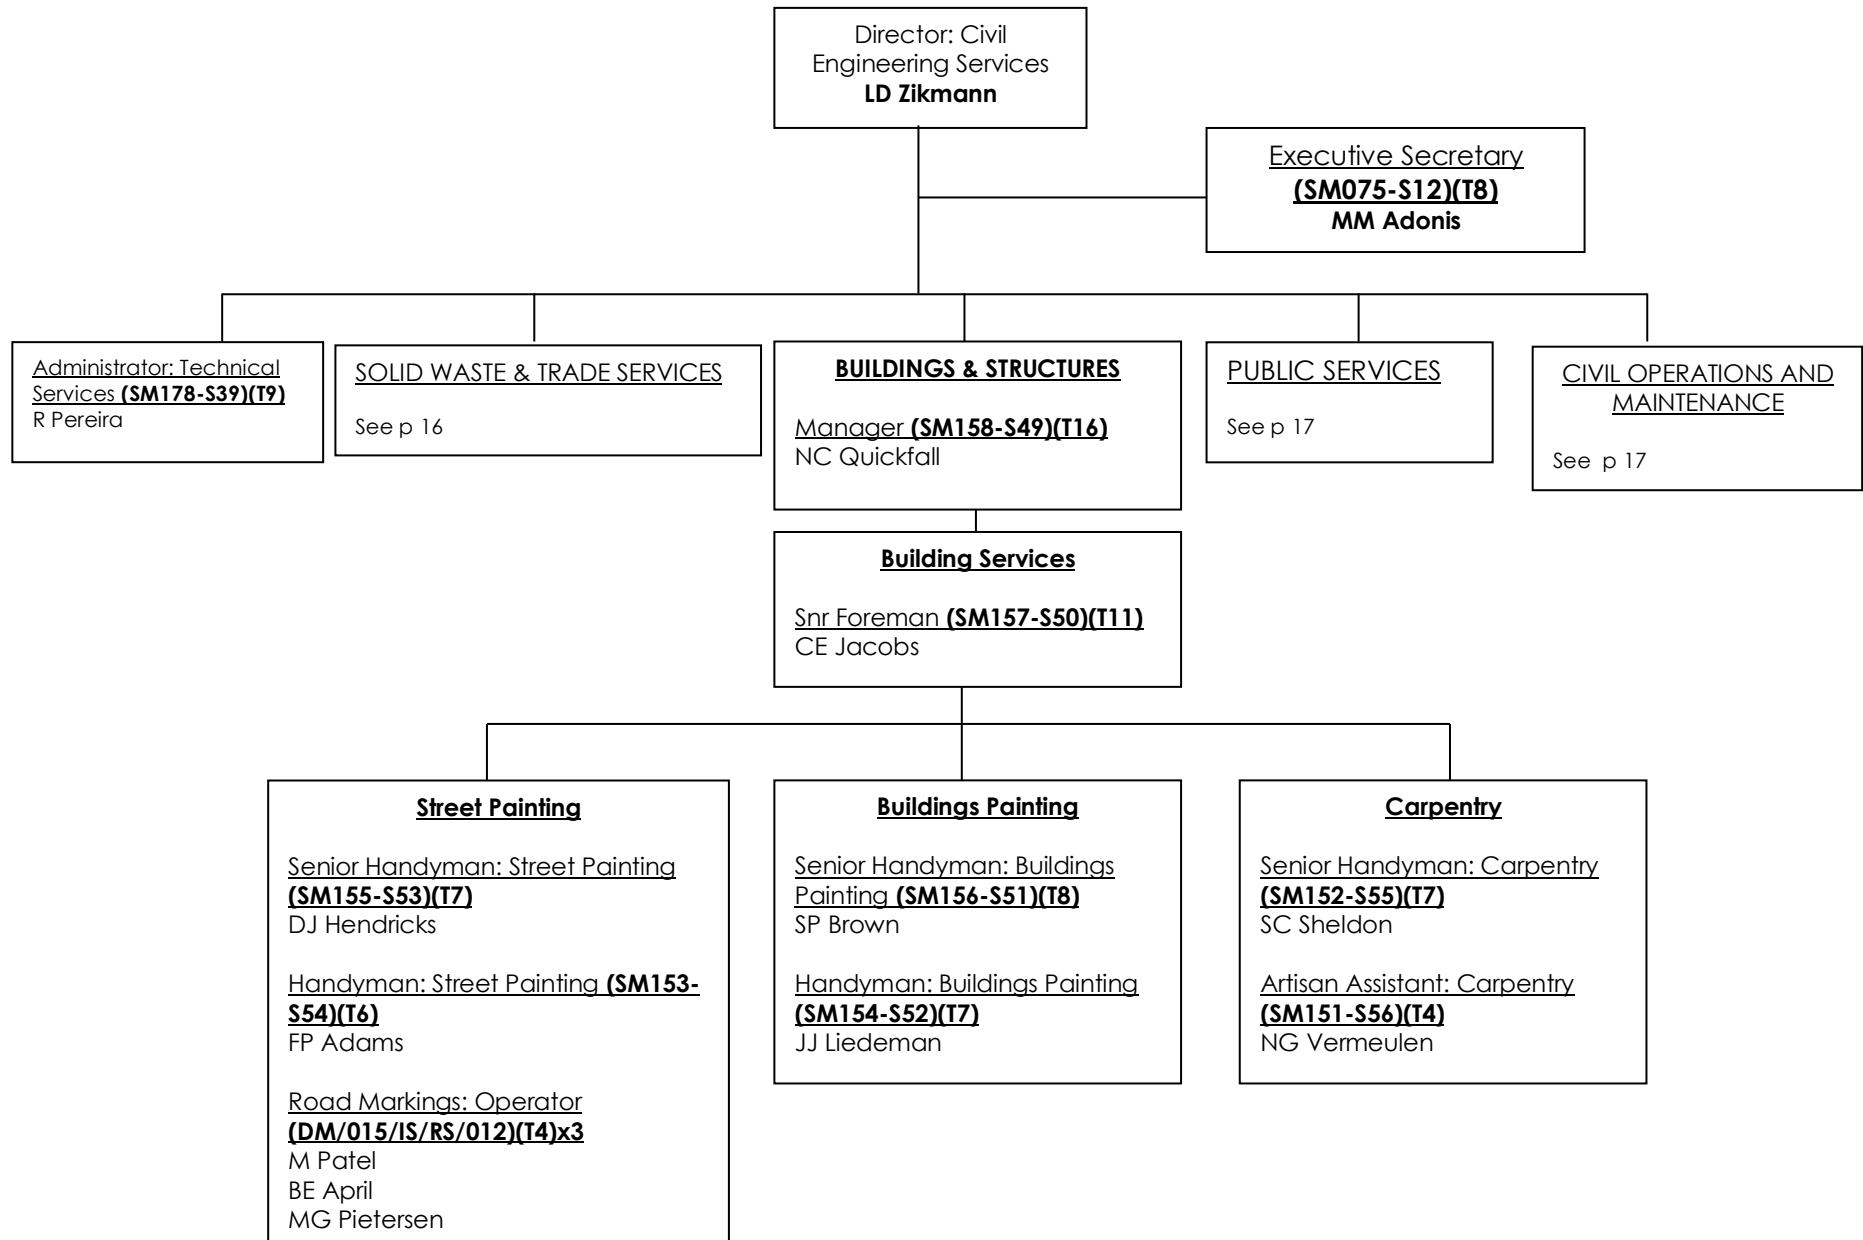 Director: Civil
Engineering Services
LD Zikmann
Executive Secretary
(SM075-S12)(T8)
MM Adonis
Administrator: Technical
Services (SM178-S39)(T9)
R Pereira
SOLID WASTE & TRADE SERVICES
See p 16
BUILDINGS & STRUCTURES
Manager (SM158-S49)(T16)
NC Quickfall
PUBLIC SERVICES
See p 17
CIVIL OPERATIONS AND
MAINTENANCE
See  p 17
Building Services
Snr Foreman (SM157-S50)(T11)
CE Jacobs
Street Painting
Senior Handyman: Street Painting
(SM155-S53)(T7)
DJ Hendricks
Handyman: Street Painting (SM153-
S54)(T6)
FP Adams
Road Markings: Operator
(DM/015/IS/RS/012)(T4)x3
M Patel
BE April
MG Pietersen
Buildings Painting
Senior Handyman: Buildings
Painting (SM156-S51)(T8)
SP Brown
Handyman: Buildings Painting
(SM154-S52)(T7)
JJ Liedeman
Carpentry
Senior Handyman: Carpentry
(SM152-S55)(T7)
SC Sheldon
Artisan Assistant: Carpentry
(SM151-S56)(T4)
NG Vermeulen